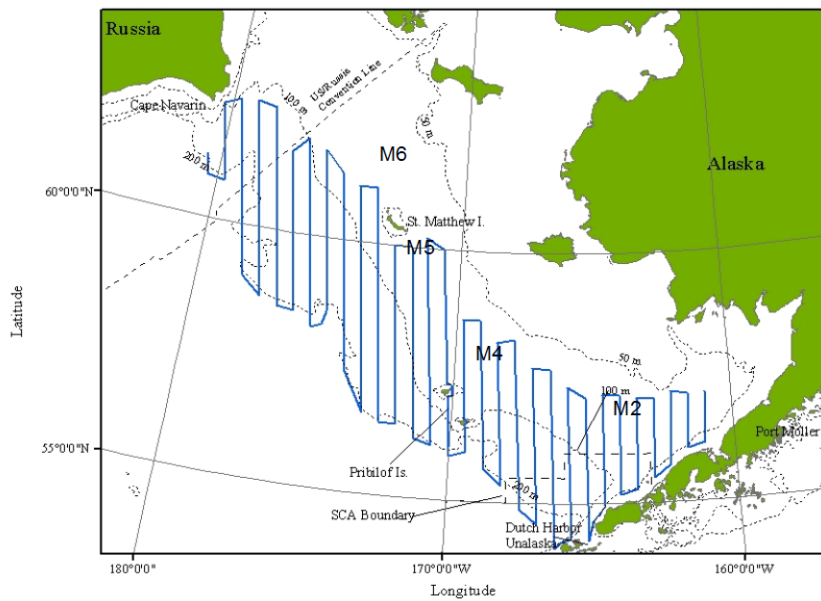 Russia
US/Russia
Convention Line
100 m
Cape Navarin
50 m
200 m
M6
Alaska
60°0'0"N
St. Matthew I.
M5
Latitude
M4
50 m
100 m
M2
Port Moller
55°0'0"N
Pribilof Is.
200 m
SCA Boundary
Dutch Harbor
Unalaska
180°0'0"
170°0'0"W
160°0'0"W
Longitude